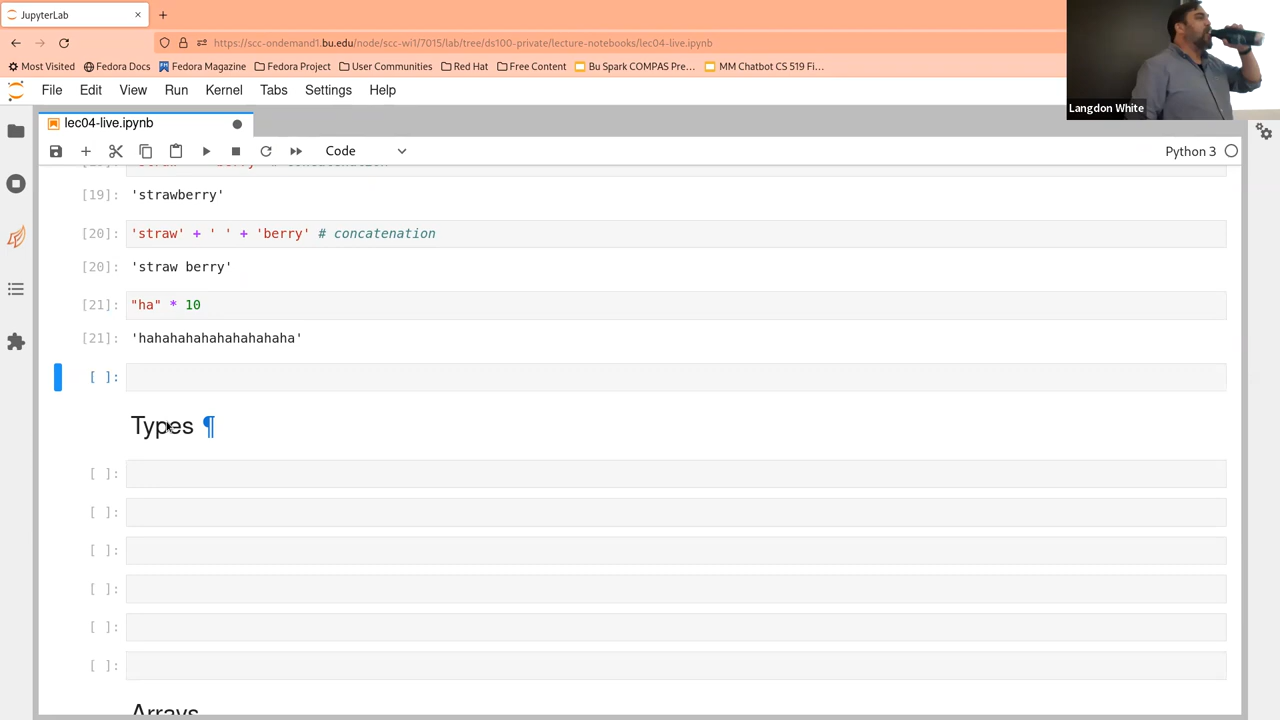 JupyterLab
https://scc-ondemand1.bu.edu/node/scc-wi1/7015/lab/tree/ds100-private/lecture-notebooks/lec04-live.ipynb
Most Visited Fedora Docs Fedora Magazine Fedora Project User Communities Red Hat Free Content Bu Spark COMPAS Pre… MM Chatbot CS 519 Fi…
Langdon White
File Edit View Run Kernel Tabs Settings Help
lec04-live.ipynb
Code Python 3
[19]: 'strawberry'
[20]: 'straw' + ' ' + 'berry' # concatenation
[20]: 'straw berry'
[21]: "ha" * 10
[21]: 'hahahahahahahahahaha'
[ ]:
Types ¶
[ ]:
[ ]:
[ ]:
[ ]:
[ ]:
[ ]:
Arrays